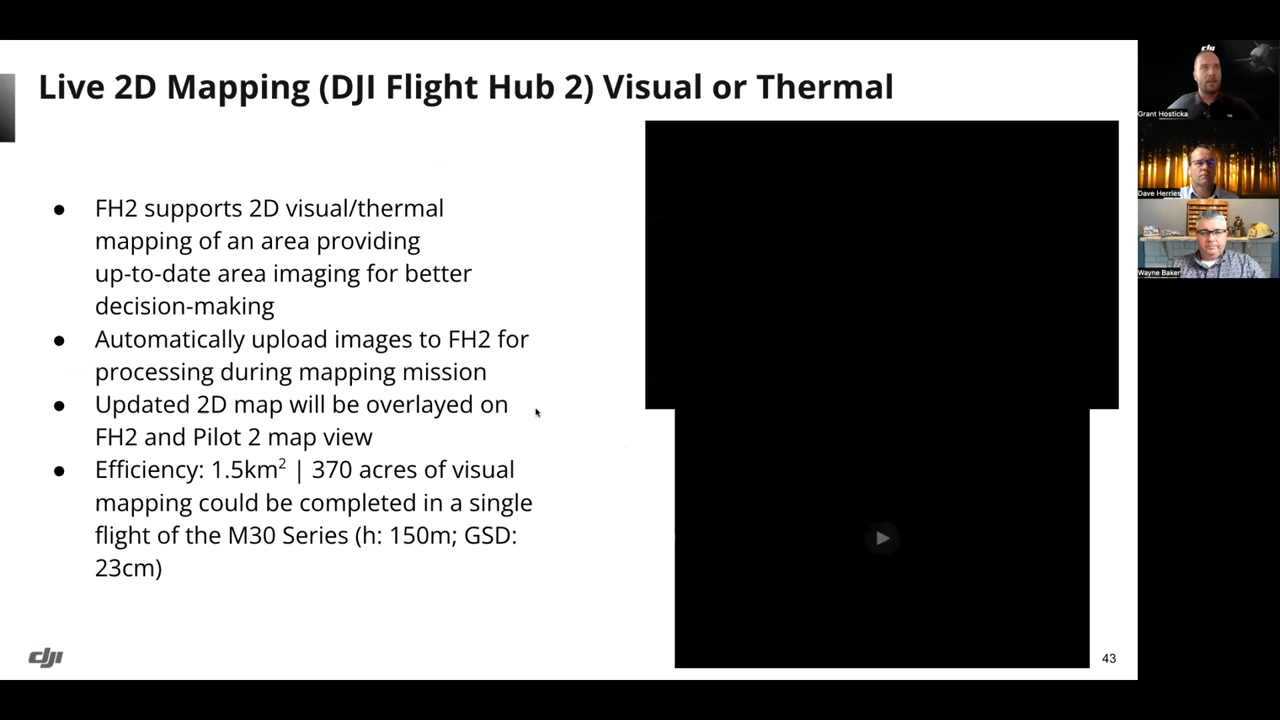 Live 2D Mapping (DJI Flight Hub 2) Visual or Thermal
● FH2 supports 2D visual/thermal
mapping of an area providing
up-to-date area imaging for better
decision-making
● Automatically upload images to FH2 for
processing during mapping mission
● Updated 2D map will be overlayed on
FH2 and Pilot 2 map view
● Efficiency: 1.5km² | 370 acres of visual
mapping could be completed in a single
flight of the M30 Series (h: 150m; GSD:
23cm)
dji
43
dji
Grant Hosticka
Dave Herries
Wayne Baker